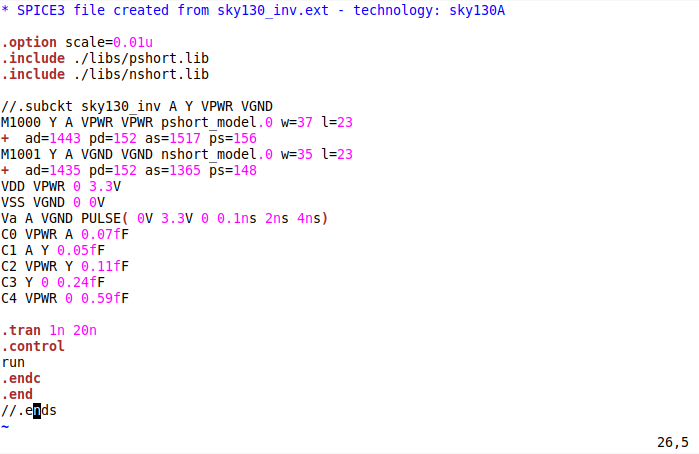 * SPICE3 file created from sky130_inv.ext - technology: sky130A
.option scale=0.01u
.include ./libs/pshort.lib
.include ./libs/nshort.lib
//.subckt sky130_inv A Y VPWR VGND
M1000 Y A VPWR VPWR pshort_model.0 w=37 l=23
+  ad=1443 pd=152 as=1517 ps=156
M1001 Y A VGND VGND nshort_model.0 w=35 l=23
+  ad=1435 pd=152 as=1365 ps=148
VDD VPWR 0 3.3V
VSS VGND 0 0V
Va A VGND PULSE( 0V 3.3V 0 0.1ns 2ns 4ns)
C0 VPWR A 0.07fF
C1 A Y 0.05fF
C2 VPWR Y 0.11fF
C3 Y 0 0.24fF
C4 VPWR 0 0.59fF
.tran 1n 20n
.control
run
.endc
.end
//.ends
~
26,5